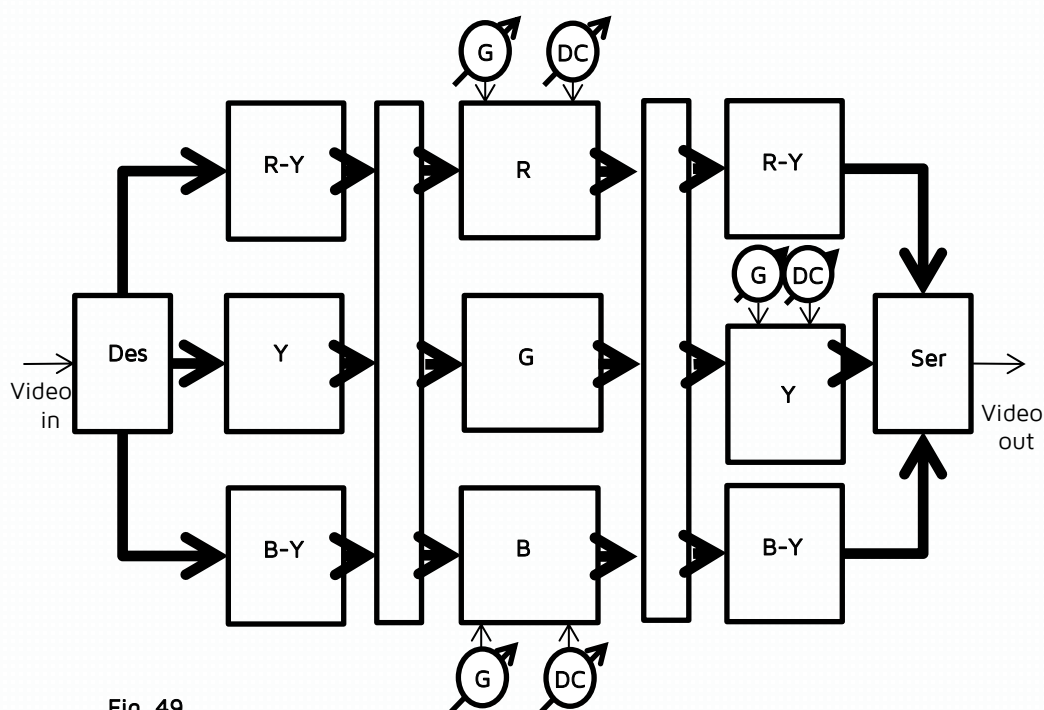 G DC
R-Y R R-Y
G DC
Des Y G Y Ser
Video
in
Video
out
B-Y B B-Y
G DC
Fig. 49